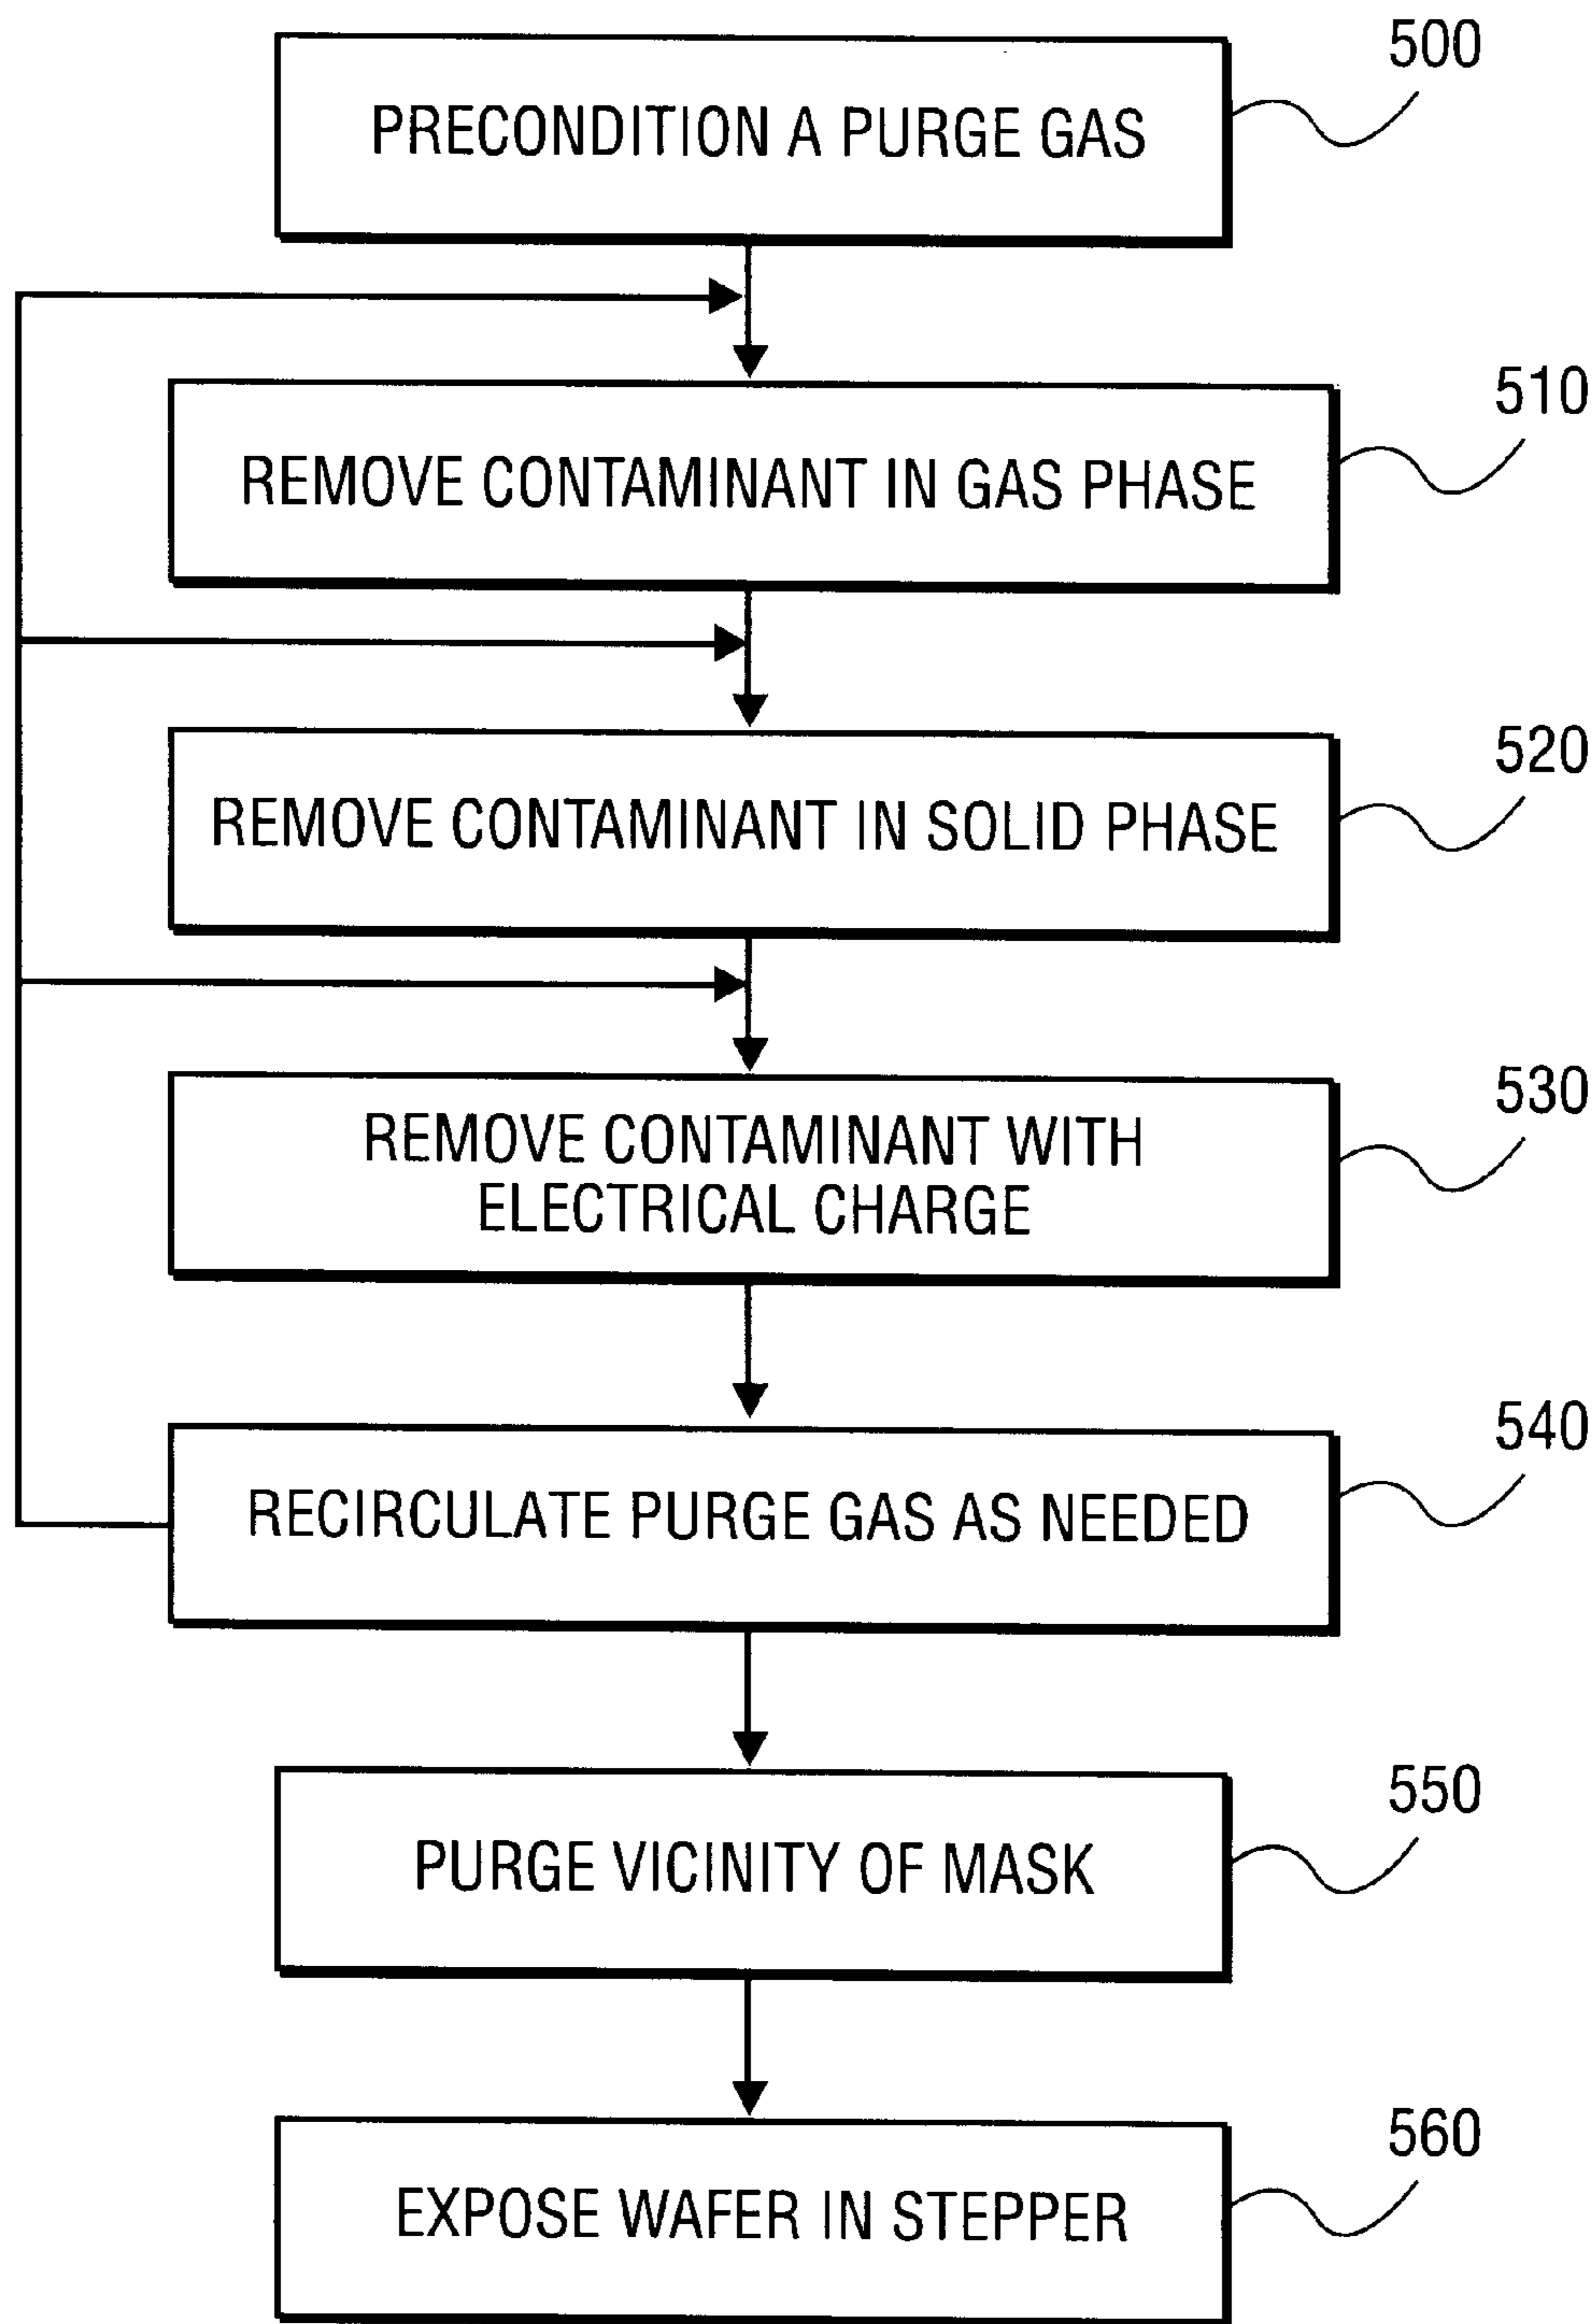 500
PRECONDITION A PURGE GAS
510
REMOVE CONTAMINANT IN GAS PHASE
520
REMOVE CONTAMINANT IN SOLID PHASE
530
REMOVE CONTAMINANT WITH
ELECTRICAL CHARGE
540
RECIRCULATE PURGE GAS AS NEEDED
550
PURGE VICINITY OF MASK
560
EXPOSE WAFER IN STEPPER